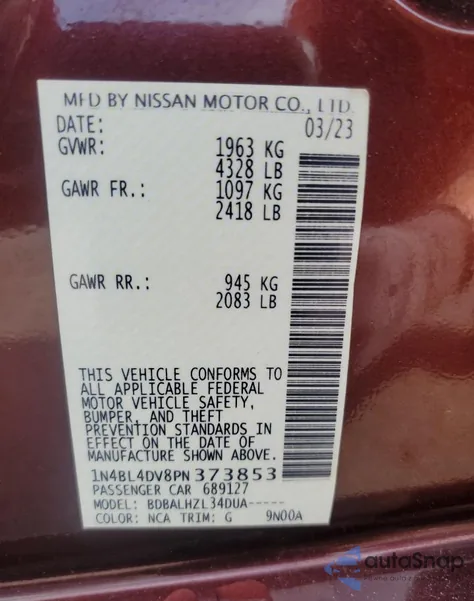 MFD BY NISSAN MOTOR CO., LTD.
DATE: 03/23
GVWR: 1963 KG
4328 LB
GAWR FR.: 1097 KG
2418 LB
GAWR RR.: 945 KG
2083 LB
THIS VEHICLE CONFORMS TO
ALL APPLICABLE FEDERAL
MOTOR VEHICLE SAFETY,
BUMPER, AND THEFT
PREVENTION STANDARDS IN
EFFECT ON THE DATE OF
MANUFACTURE SHOWN ABOVE.
1N4BL4DV8PN373853
PASSENGER CAR 689127
MODEL: BDBALHZL34DUA-----
COLOR: NCA TRIM: G 9N00A
autoSnap